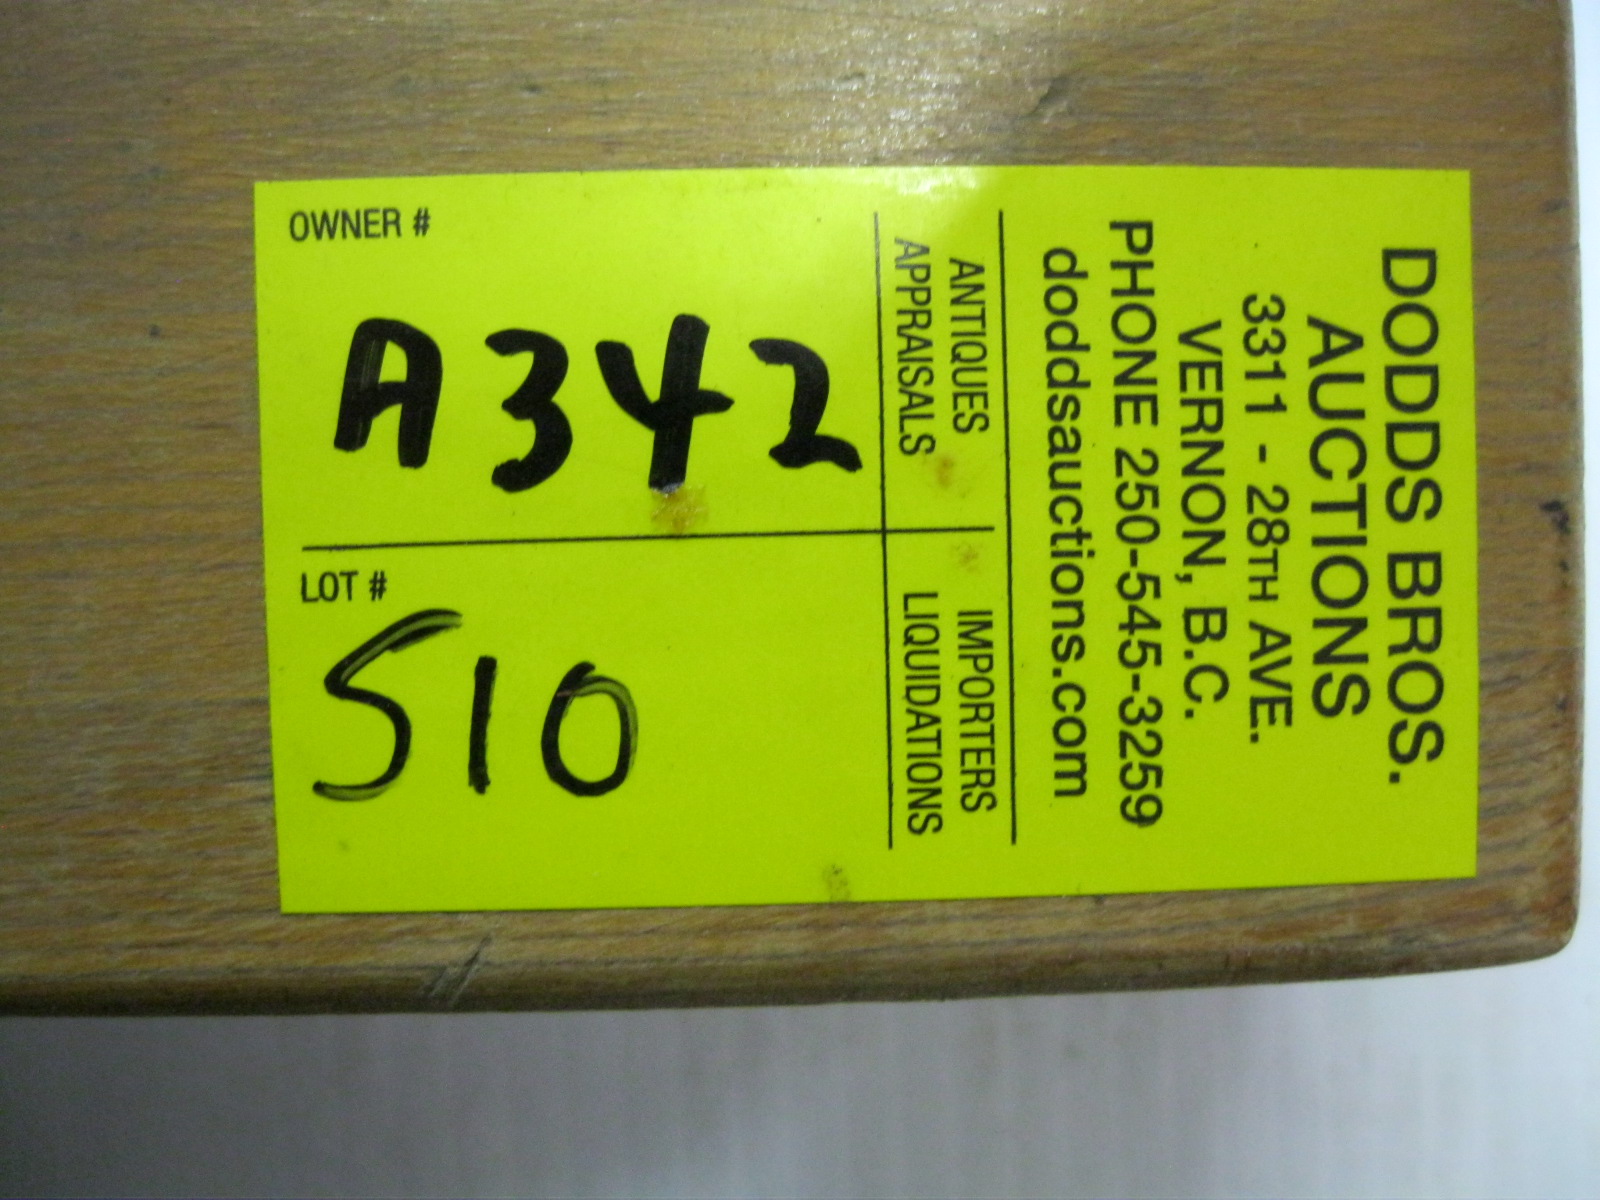 DODDS BROS.
AUCTIONS
3311 - 28TH AVE.
VERNON, B.C.
PHONE 250-545-3259
doddsauctions.com
ANTIQUES
APPRAISALS
IMPORTERS
LIQUIDATIONS
OWNER #
A342
LOT #
510